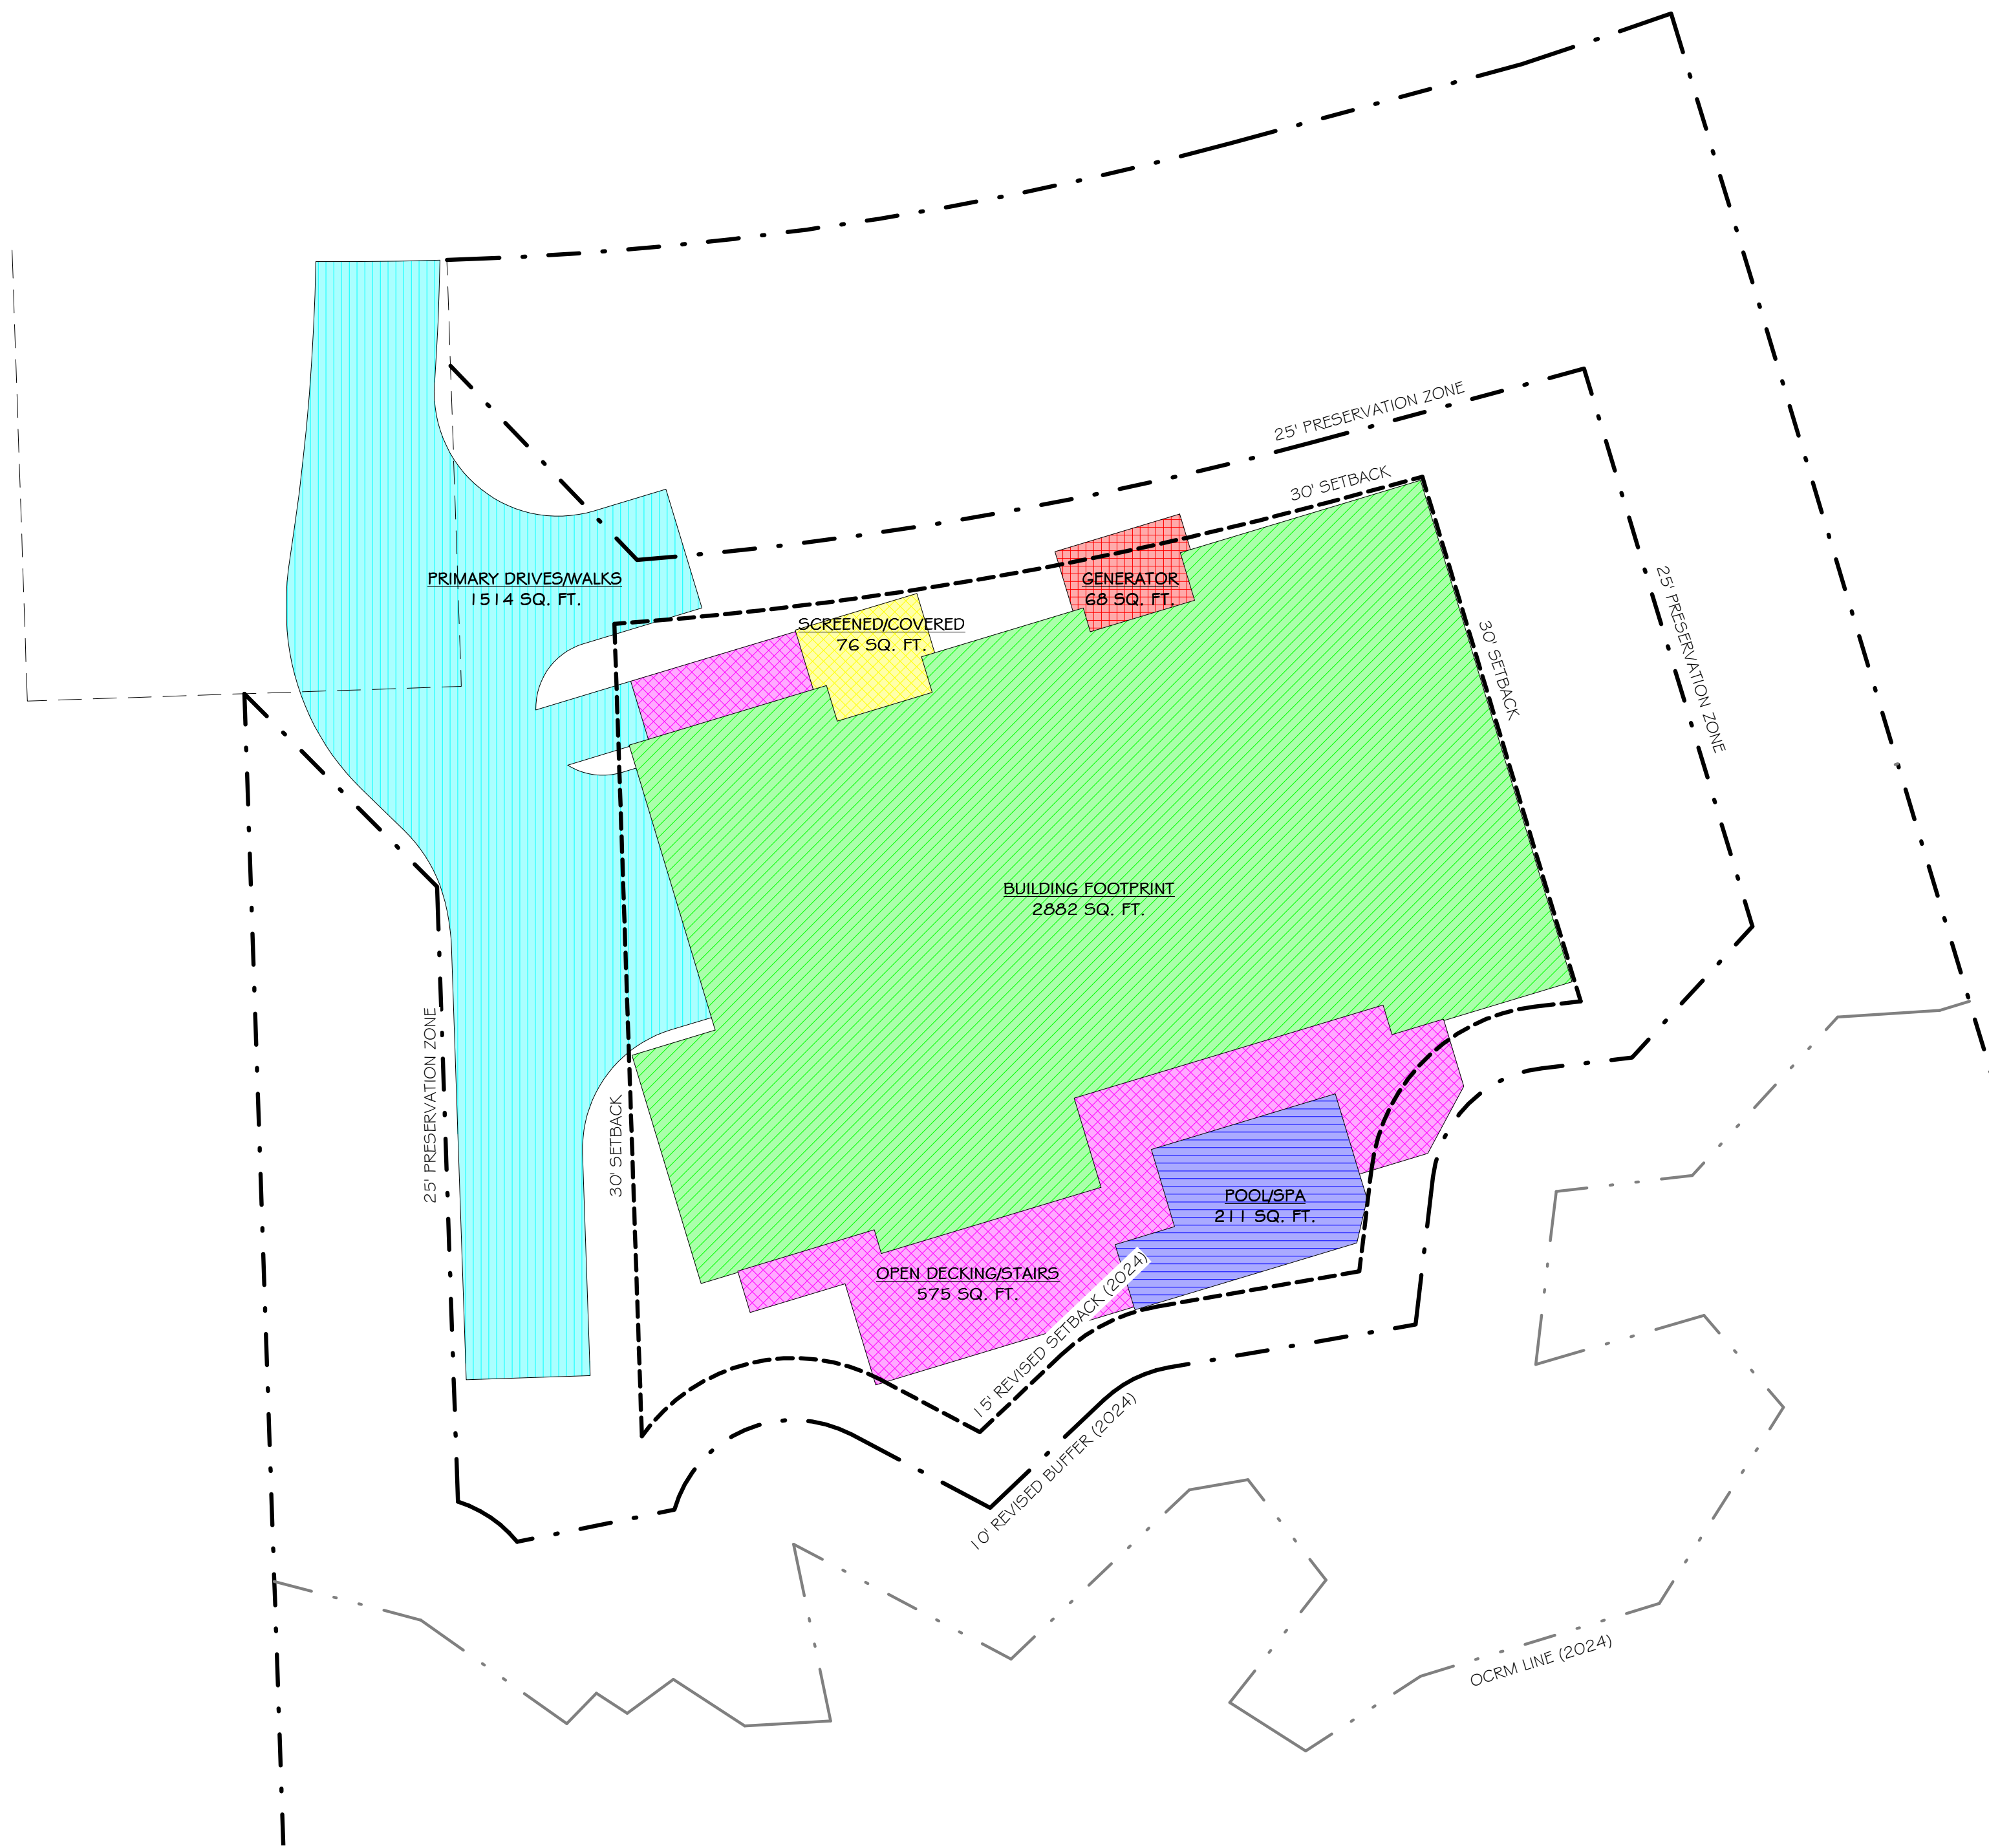 25' PRESERVATION ZONE
30' SETBACK
PRIMARY DRIVES/WALKS
1514 SQ. FT.
GENERATOR
68 SQ. FT.
SCREENED/COVERED
76 SQ. FT.
30' SETBACK
25' PRESERVATION ZONE
BUILDING FOOTPRINT
2882 SQ. FT.
25' PRESERVATION ZONE
30' SETBACK
POOL/SPA
211 SQ. FT.
OPEN DECKING/STAIRS
575 SQ. FT.
15' REVISED SETBACK (2024)
10' REVISED BUFFER (2024)
OCRM LINE (2024)